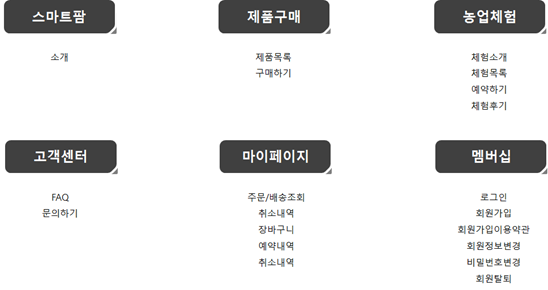 스마트팜
소개
제품구매
제품목록
구매하기
농업체험
체험소개
체험목록
예약하기
체험후기
고객센터
FAQ
문의하기
마이페이지
주문/배송조회
취소내역
장바구니
예약내역
취소내역
멤버십
로그인
회원가입
회원가입이용약관
회원정보변경
비밀번호변경
회원탈퇴